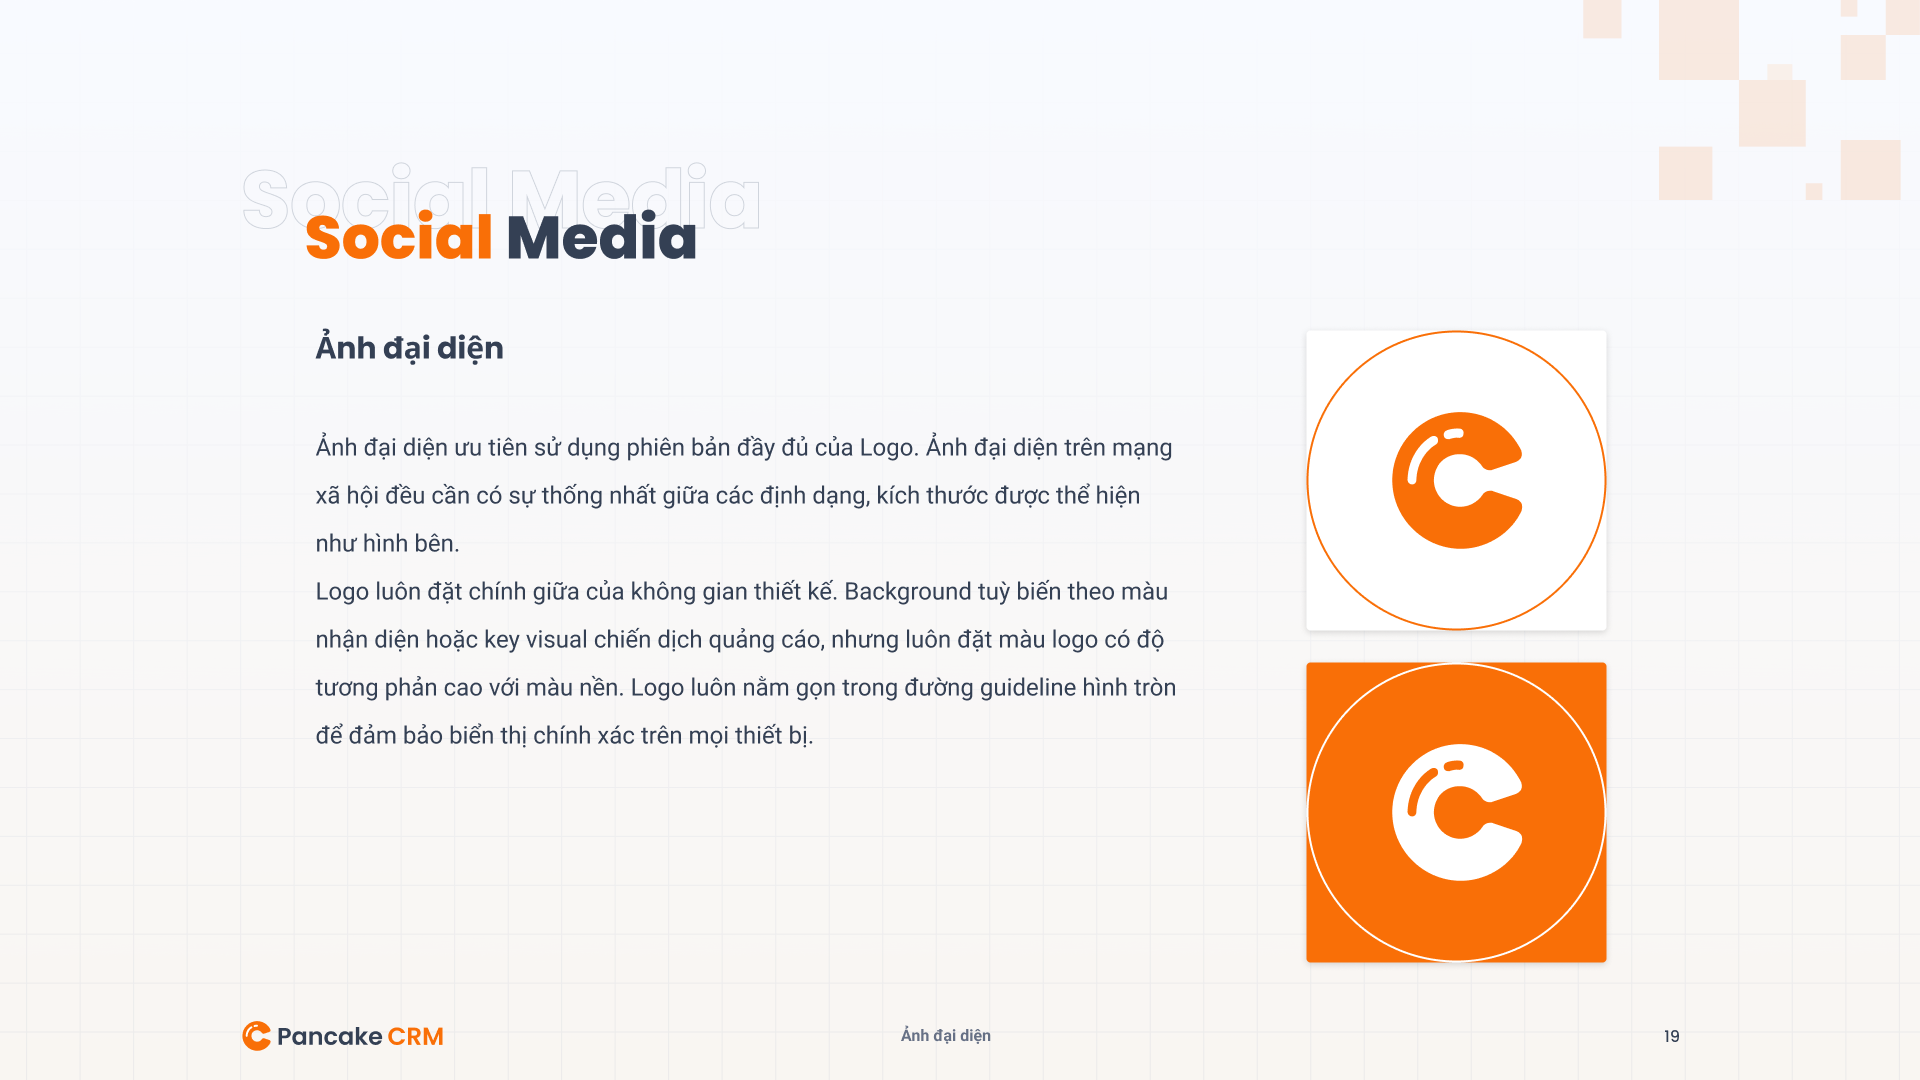 Social Media
Social Media
Ảnh đại diện
Ảnh đại diện ưu tiên sử dụng phiên bản đầy đủ của Logo. Ảnh đại diện trên mạng
xã hội đều cần có sự thống nhất giữa các định dạng, kích thước được thể hiện
như hình bên.
Logo luôn đặt chính giữa của không gian thiết kế. Background tuỳ biến theo màu
nhận diện hoặc key visual chiến dịch quảng cáo, nhưng luôn đặt màu logo có độ
tương phản cao với màu nền. Logo luôn nằm gọn trong đường guideline hình tròn
để đảm bảo biển thị chính xác trên mọi thiết bị.
Pancake CRM
Ảnh đại diện
19